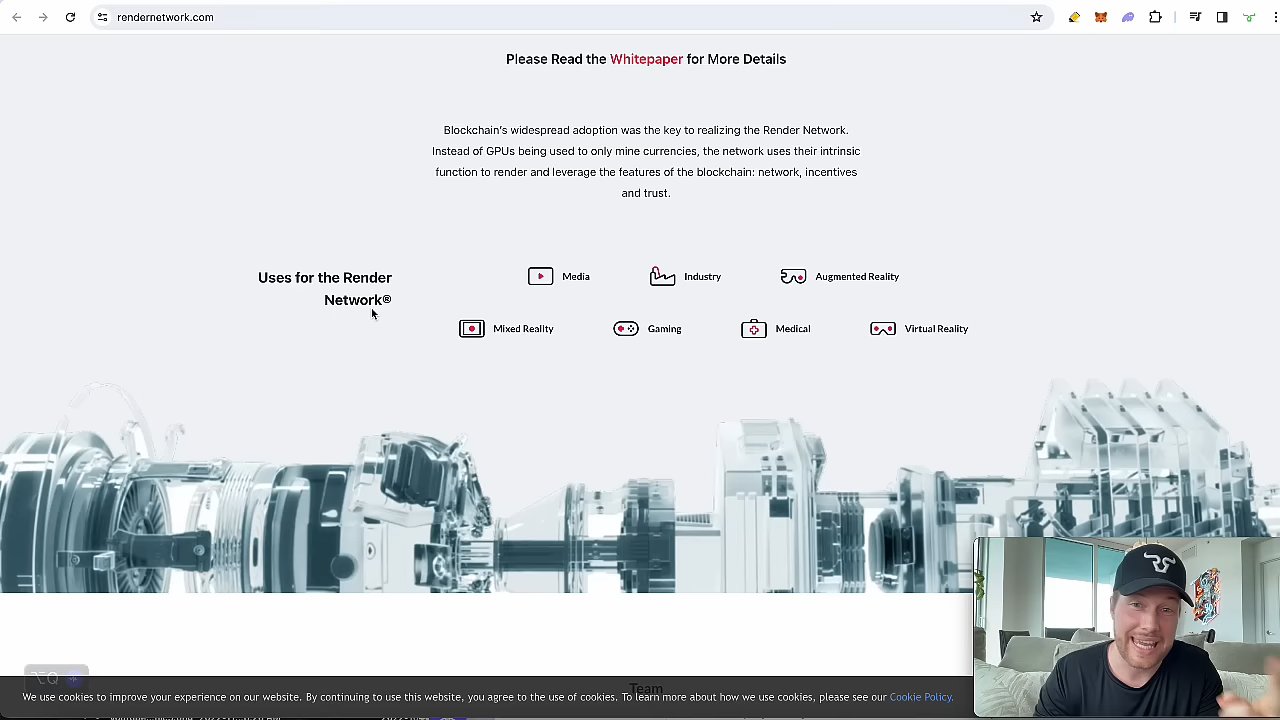 rendernetwork.com
Please Read the Whitepaper for More Details
Blockchain's widespread adoption was the key to realizing the Render Network.
Instead of GPUs being used to only mine currencies, the network uses their intrinsic
function to render and leverage the features of the blockchain: network, incentives
and trust.
Uses for the Render
Network®
Media
Industry
Augmented Reality
Mixed Reality
Gaming
Medical
Virtual Reality
Team
We use cookies to improve your experience on our website. By continuing to use this website, you agree to the use of cookies. To learn more about how we use cookies, please see our Cookie Policy.